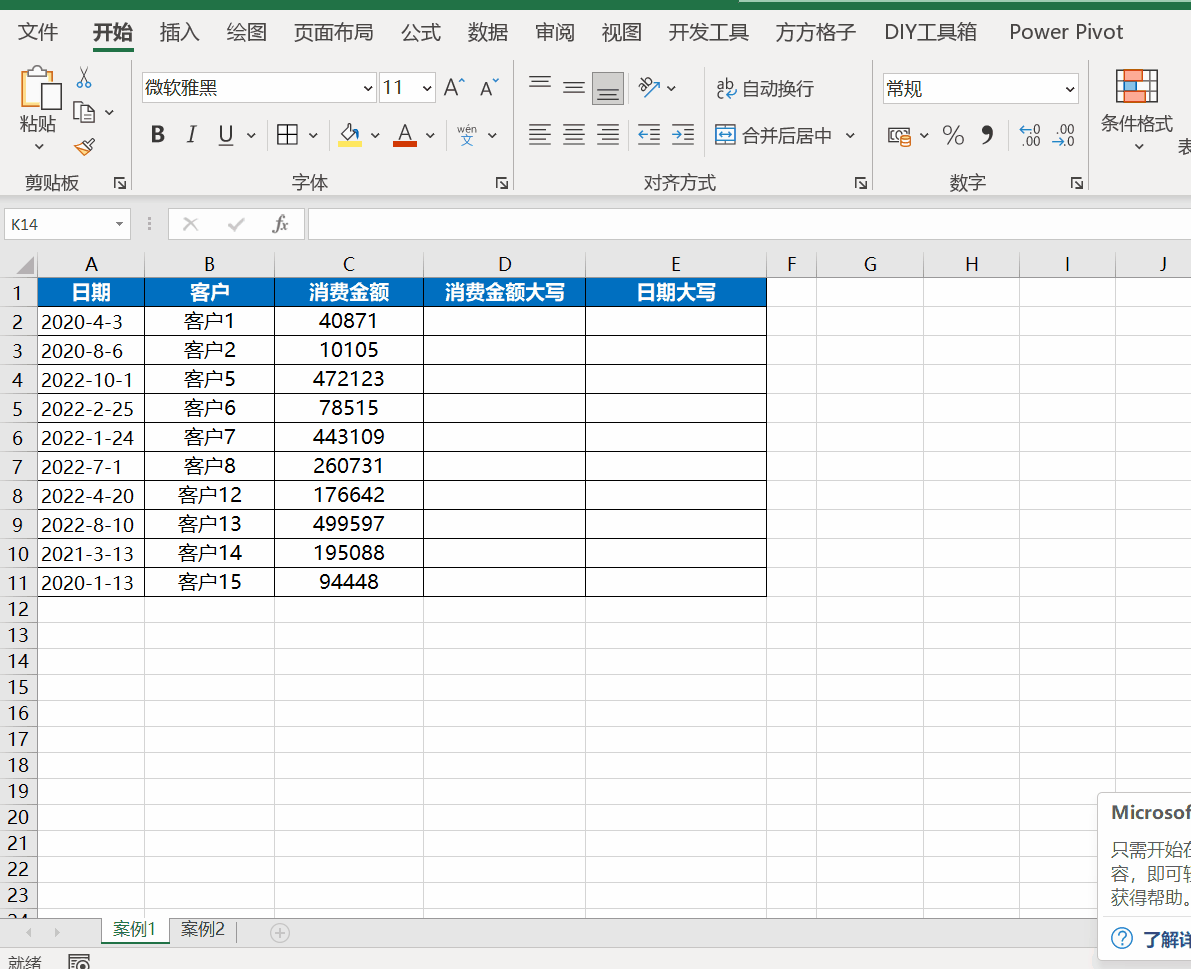 文件 开始 插入 绘图 页面布局 公式 数据 审阅 视图 开发工具 方方格子 DIY工具箱 Power Pivot
微软雅黑 11 A A ab 自动换行 常规
粘贴 B I U A wén 文 合并后居中 % 条件格式
剪贴板 字体 对齐方式 数字
K14 fx
A B C D E F G H I J
1 日期 客户 消费金额 消费金额大写 日期大写
2 2020-4-3 客户1 40871
3 2020-8-6 客户2 10105
4 2022-10-1 客户5 472123
5 2022-2-25 客户6 78515
6 2022-1-24 客户7 443109
7 2022-7-1 客户8 260731
8 2022-4-20 客户12 176642
9 2022-8-10 客户13 499597
10 2021-3-13 客户14 195088
11 2020-1-13 客户15 94448
12
13
14
15
16
17
18
19
20
21
22
23
Microsof
只需开始在
容，即可轻
获得帮助。
了解详
案例1 案例2
就绪